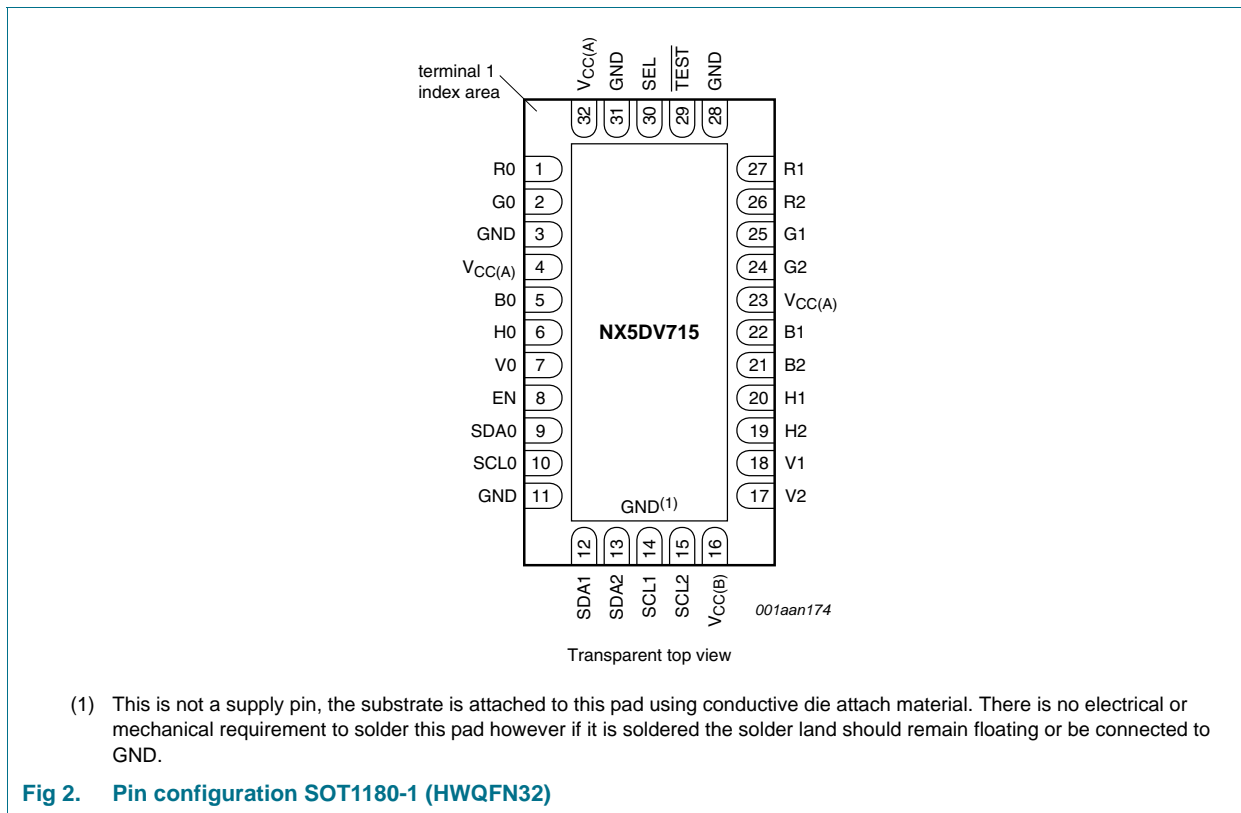 terminal 1
index area
VCC(A)
GND
SEL
TEST
GND
32
31
30
29
28
R0 1
G0 2
GND 3
VCC(A) 4
B0 5
H0 6
V0 7
EN 8
SDA0 9
SCL0 10
GND 11
27 R1
26 R2
25 G1
24 G2
23 VCC(A)
22 B1
21 B2
20 H1
19 H2
18 V1
17 V2
NX5DV715
GND(1)
12
13
14
15
16
SDA1
SDA2
SCL1
SCL2
VCC(B)
001aan174
Transparent top view
(1) This is not a supply pin, the substrate is attached to this pad using conductive die attach material. There is no electrical or
mechanical requirement to solder this pad however if it is soldered the solder land should remain floating or be connected to
GND.
Fig 2. Pin configuration SOT1180-1 (HWQFN32)